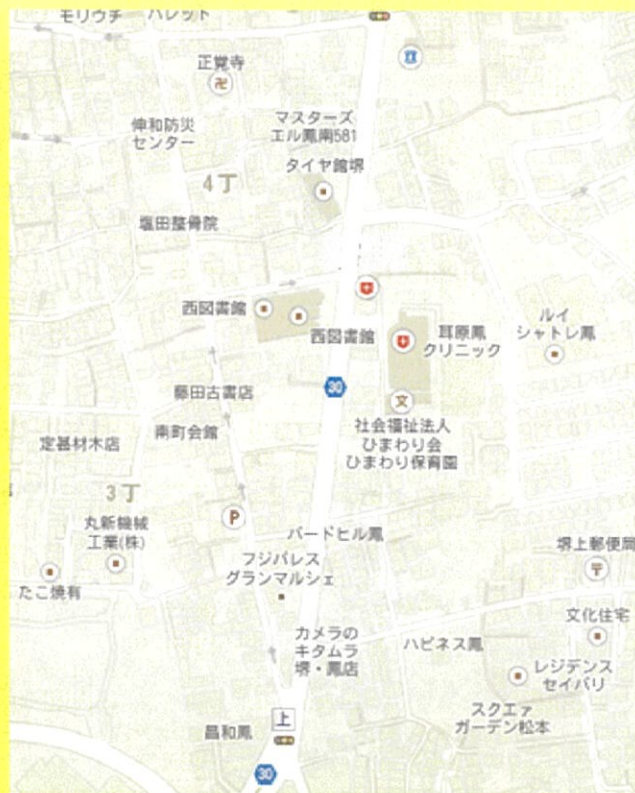 モリウチ
パレット
正覚寺
卍
伸和防災
センター
マスターズ
エル鳳南581
タイヤ館堺
4丁
塩田整骨院
西図書館
西図書館
耳原鳳
クリニック
ルイ
シャトレ鳳
30
藤田古書店
文
社会福祉法人
ひまわり会
ひまわり保育園
南町会館
定甚材木店
3丁
丸新機械
工業(株)
P
バードヒル鳳
フジパレス
グランマルシェ
堺上郵便局
〒
たこ焼有
文化住宅
カメラの
キタムラ
堺・鳳店
ハピネス鳳
レジデンス
セイバリ
スクエア
ガーデン松本
上
昌和鳳
30